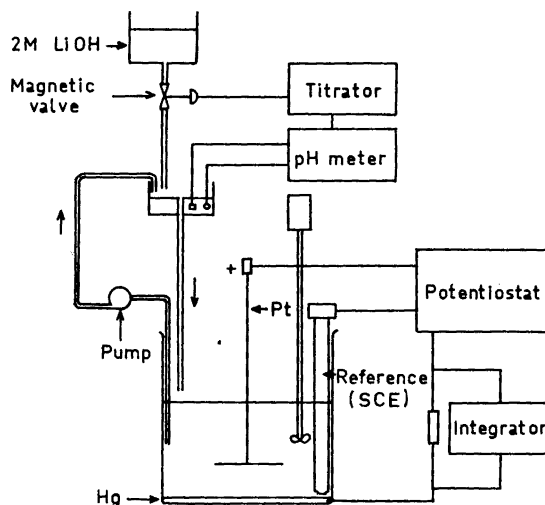 2M LiOH
Magnetic
valve
Titrator
pH meter
+
Pt
Potentiostat
Pump
Reference
(SCE)
Integrator
Hg